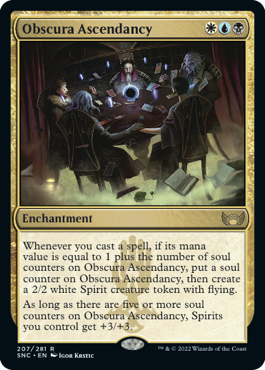 Obscura Ascendancy
Enchantment
Whenever you cast a spell, if its mana
value is equal to 1 plus the number of soul
counters on Obscura Ascendancy, put a soul
counter on Obscura Ascendancy, then create
a 2/2 white Spirit creature token with flying.
As long as there are five or more soul
counters on Obscura Ascendancy, Spirits
you control get +3/+3.
207/281 R
SNC • EN Igor Krstic
™ & © 2022 Wizards of the Coast